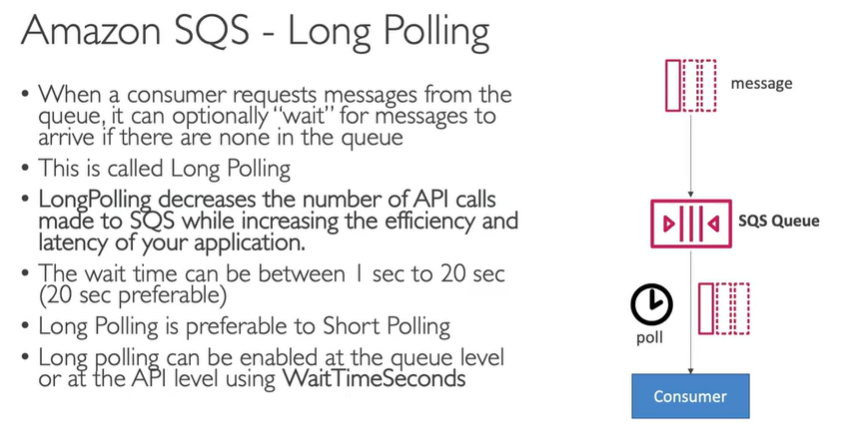 Amazon SQS - Long Polling
• When a consumer requests messages from the
queue, it can optionally “wait” for messages to
arrive if there are none in the queue
• This is called Long Polling
• LongPolling decreases the number of API calls
made to SQS while increasing the efficiency and
latency of your application.
• The wait time can be between 1 sec to 20 sec
(20 sec preferable)
• Long Polling is preferable to Short Polling
• Long polling can be enabled at the queue level
or at the API level using WaitTimeSeconds
message
SQS Queue
poll
Consumer